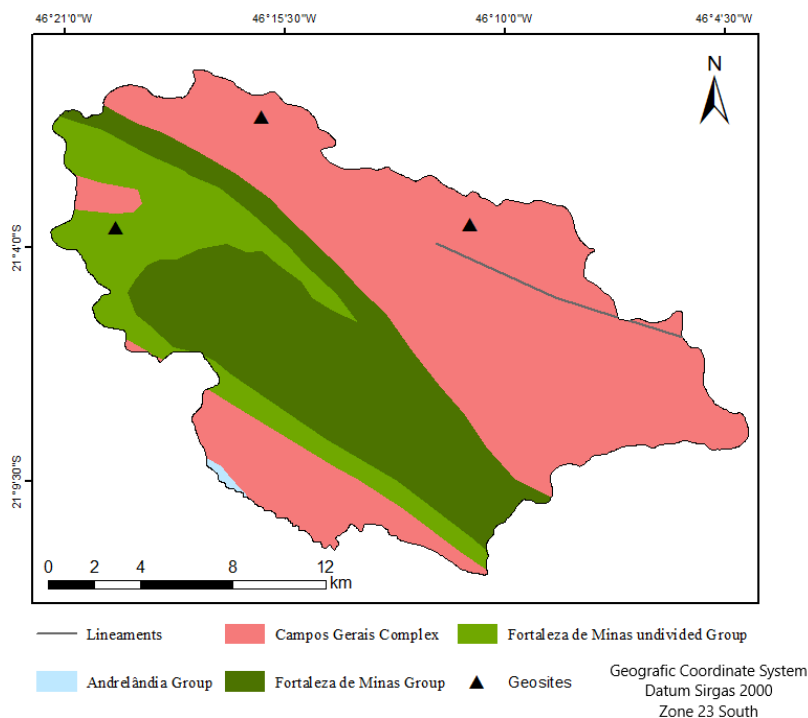 46°21'0"W 46°15'30"W 46°10'0"W 46°4'30"W
N
21°4'0"S
21°9'30"S
0 2 4 8 12
km
Lineaments Campos Gerais Complex Fortaleza de Minas undivided Group
Andrelândia Group Fortaleza de Minas Group Geosites
Geografic Coordinate System
Datum Sirgas 2000
Zone 23 South